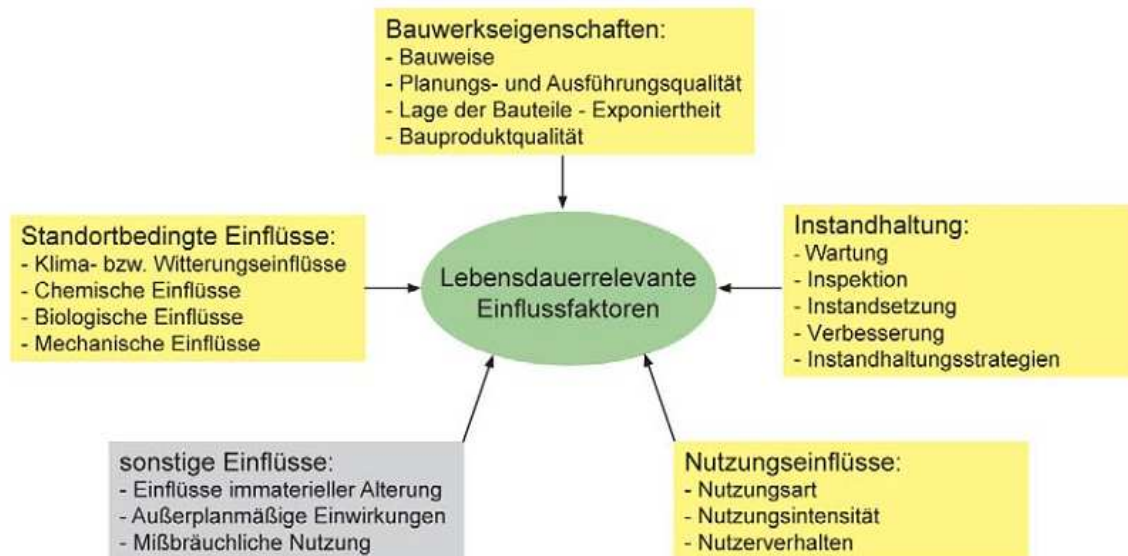 Bauwerkseigenschaften:
- Bauweise
- Planungs- und Ausführungsqualität
- Lage der Bauteile - Exponiertheit
- Bauproduktqualität
Standortbedingte Einflüsse:
- Klima- bzw. Witterungseinflüsse
- Chemische Einflüsse
- Biologische Einflüsse
- Mechanische Einflüsse
Lebensdauerrelevante
Einflussfaktoren
Instandhaltung:
- Wartung
- Inspektion
- Instandsetzung
- Verbesserung
- Instandhaltungsstrategien
sonstige Einflüsse:
- Einflüsse immaterieller Alterung
- Außerplanmäßige Einwirkungen
- Mißbräuchliche Nutzung
Nutzungseinflüsse:
- Nutzungsart
- Nutzungsintensität
- Nutzerverhalten